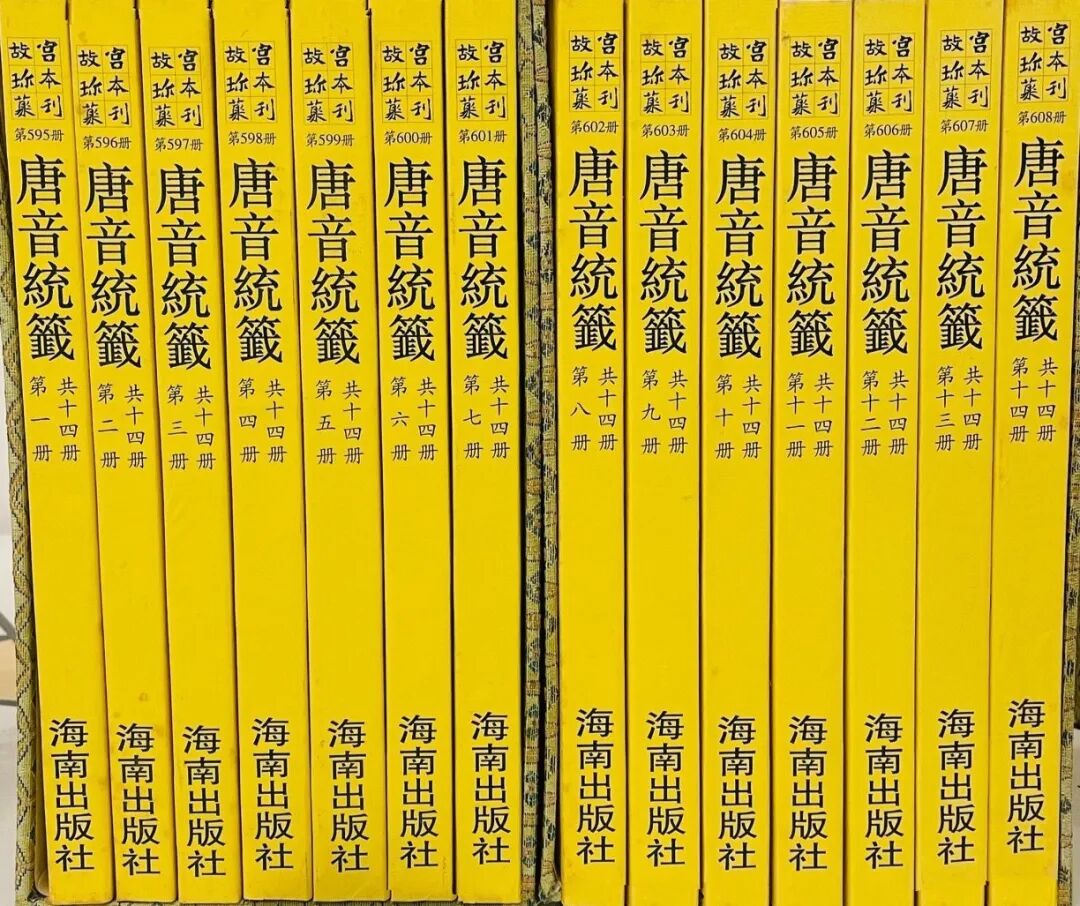 故宫珍本叢刊
第595册
唐音統籤
共十四册
第一册
海南出版社
故宫珍本叢刊
第596册
唐音統籤
共十四册
第二册
海南出版社
故宫珍本叢刊
第597册
唐音統籤
共十四册
第三册
海南出版社
故宫珍本叢刊
第598册
唐音統籤
共十四册
第四册
海南出版社
故宫珍本叢刊
第599册
唐音統籤
共十四册
第五册
海南出版社
故宫珍本叢刊
第600册
唐音統籤
共十四册
第六册
海南出版社
故宫珍本叢刊
第601册
唐音統籤
共十四册
第七册
海南出版社
故宫珍本叢刊
第602册
唐音統籤
共十四册
第八册
海南出版社
故宫珍本叢刊
第603册
唐音統籤
共十四册
第九册
海南出版社
故宫珍本叢刊
第604册
唐音統籤
共十四册
第十册
海南出版社
故宫珍本叢刊
第605册
唐音統籤
共十四册
第十一册
海南出版社
故宫珍本叢刊
第606册
唐音統籤
共十四册
第十二册
海南出版社
故宫珍本叢刊
第607册
唐音統籤
共十四册
第十三册
海南出版社
故宫珍本叢刊
第608册
唐音統籤
共十四册
第十四册
海南出版社